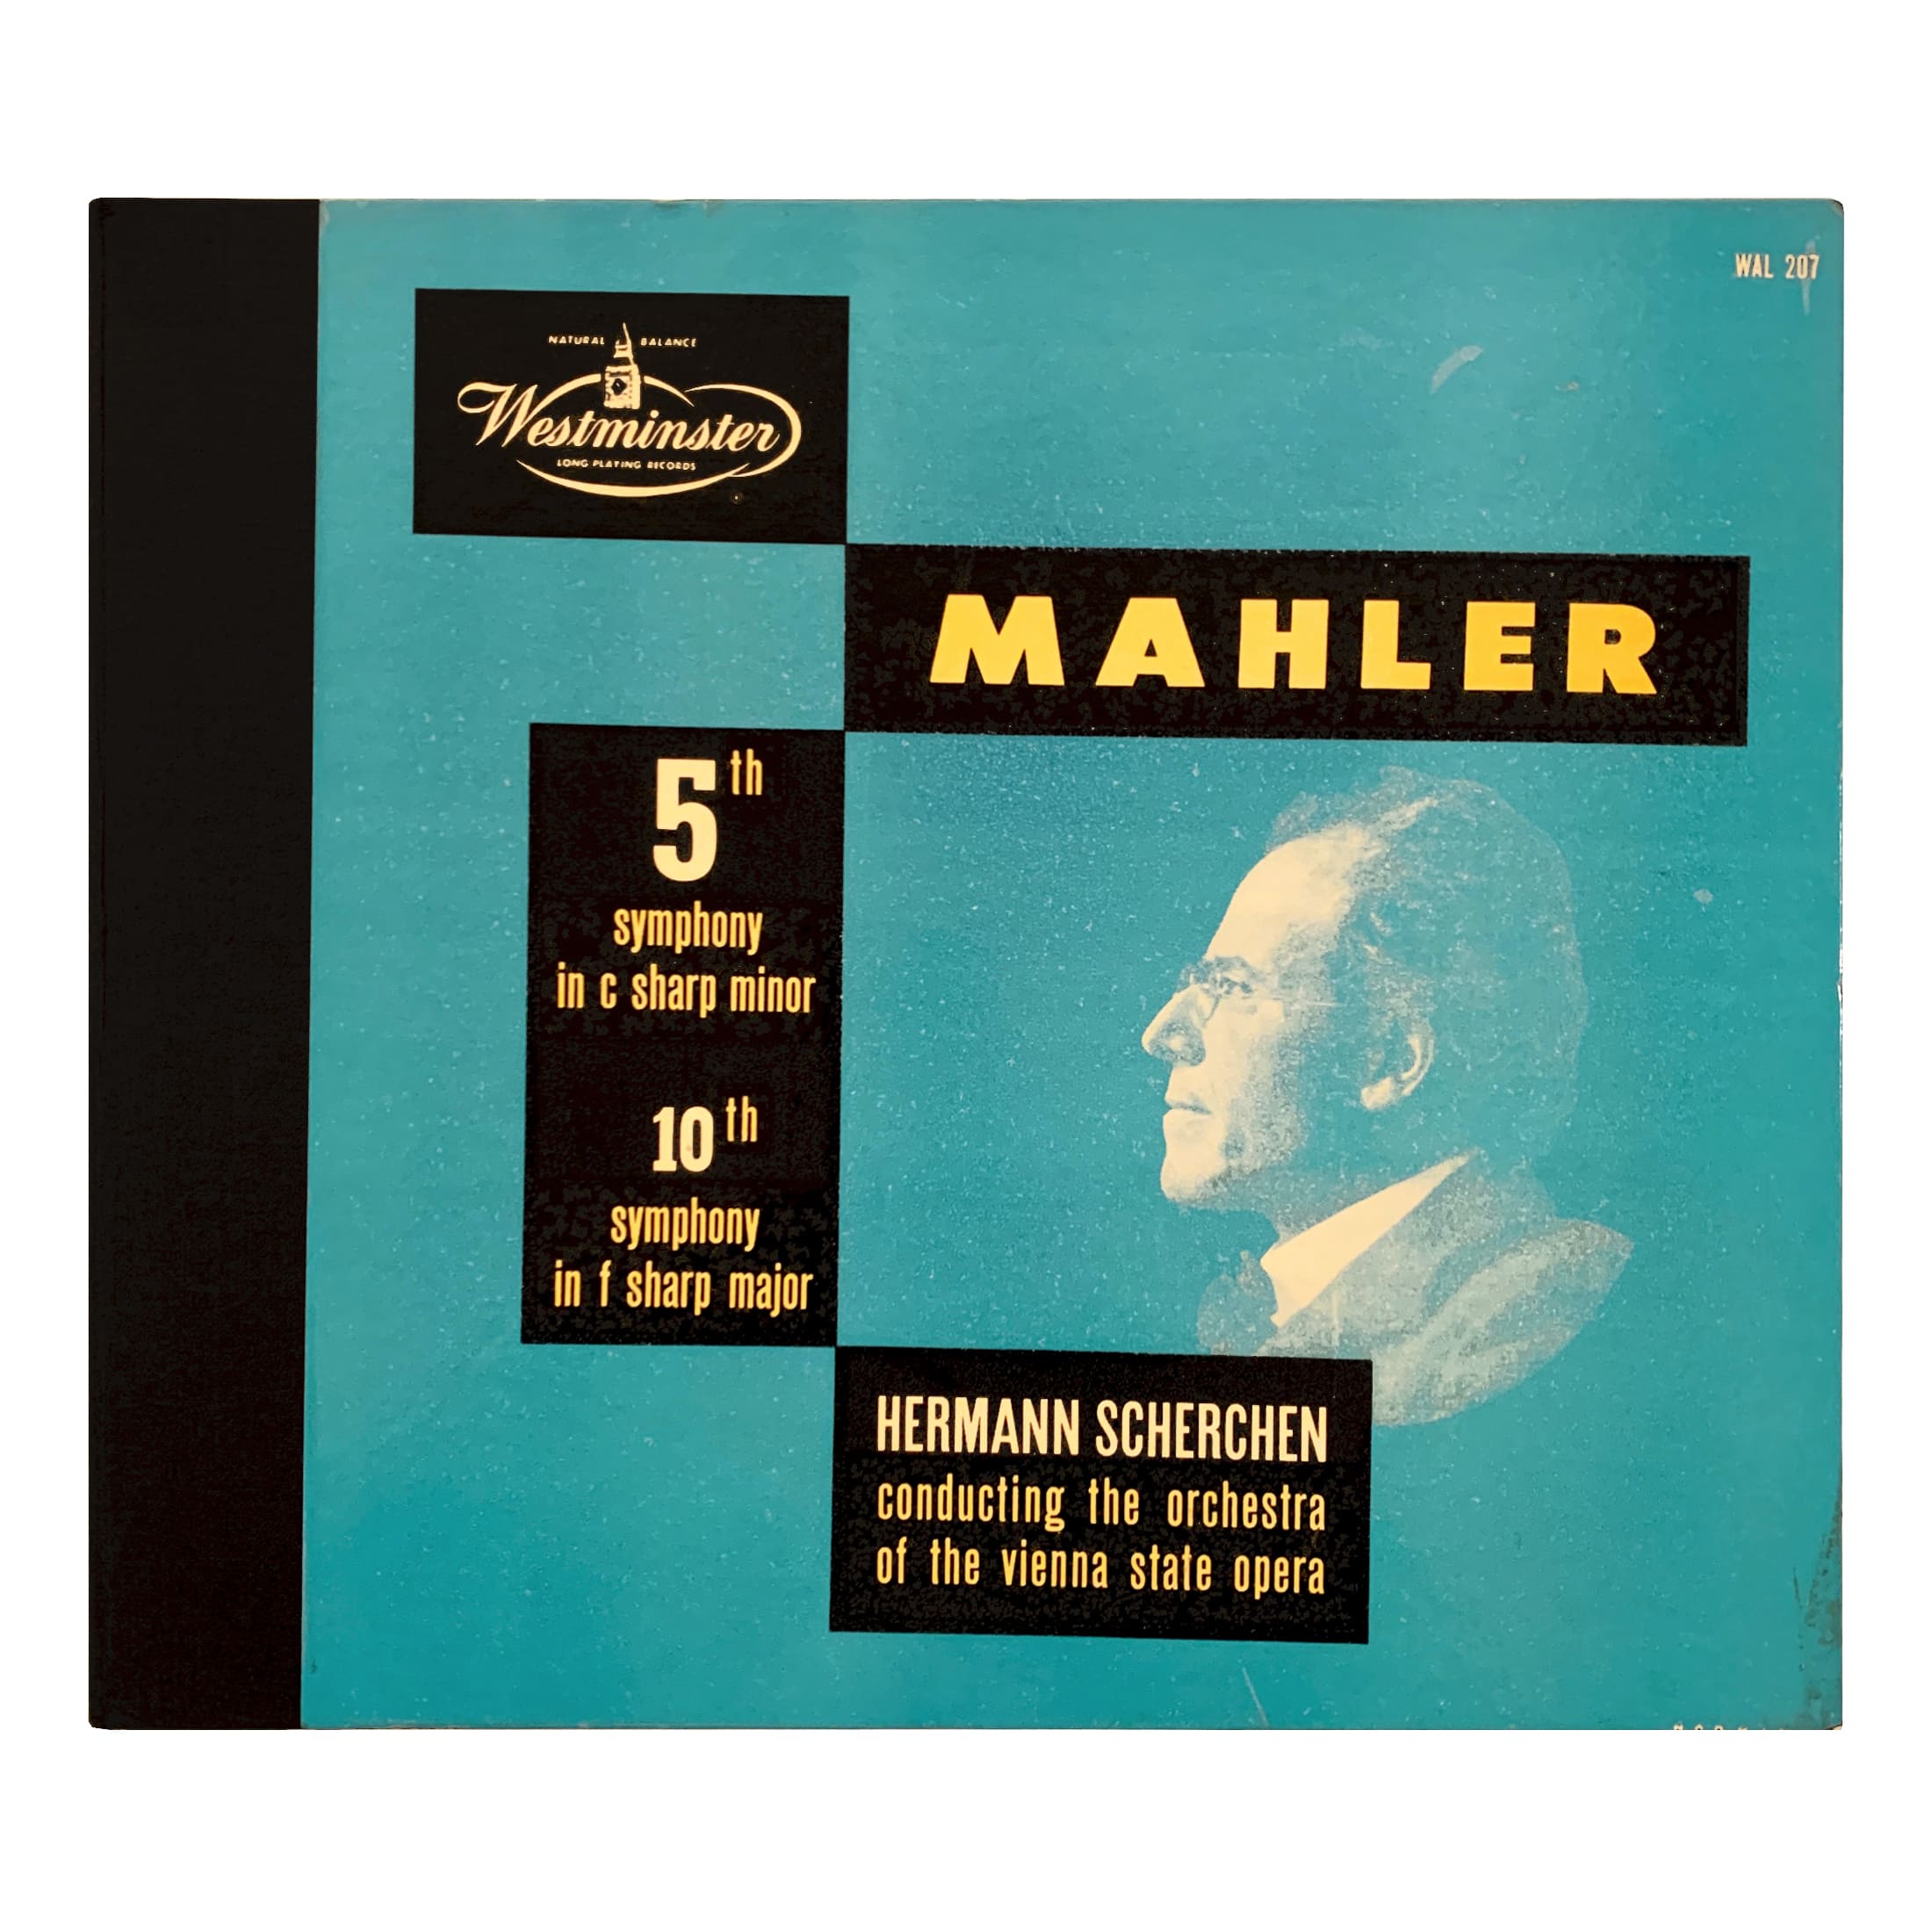 WAL 207
NATURAL BALANCE
Westminster
LONG PLAYING RECORDS
MAHLER
5th
symphony
in c sharp minor
10th
symphony
in f sharp major
HERMANN SCHERCHEN
conducting the orchestra
of the vienna state opera